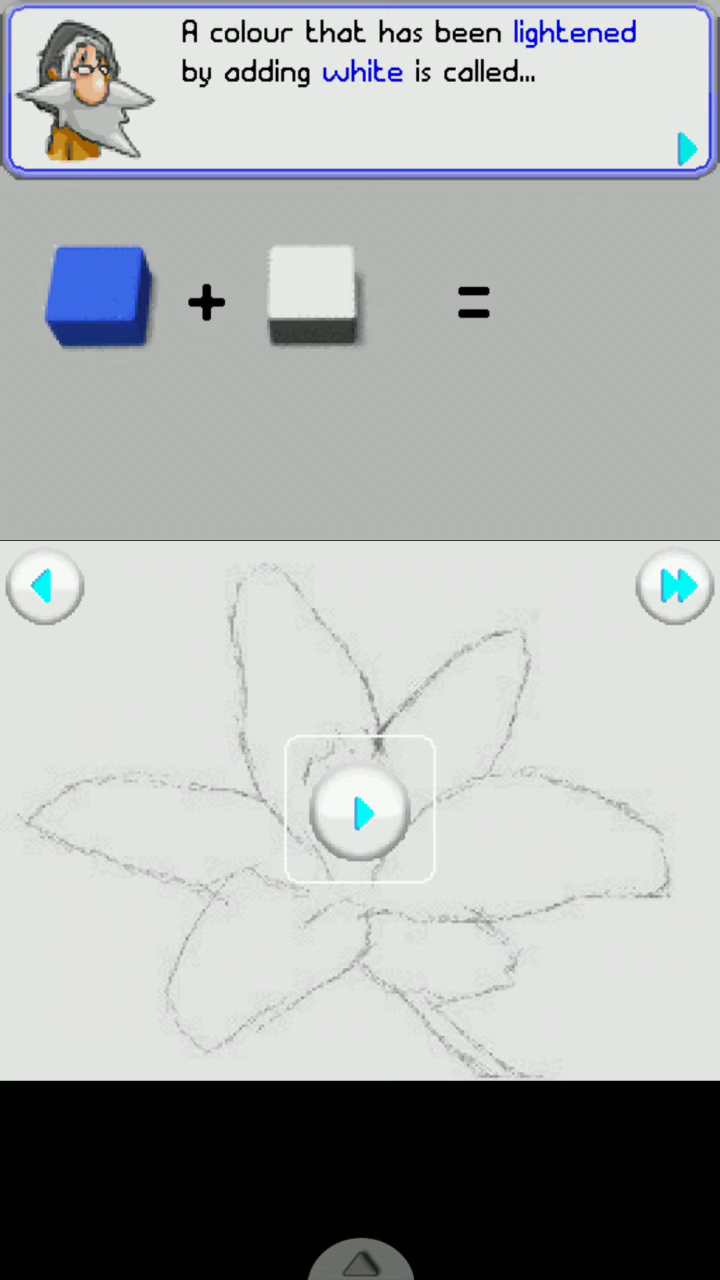 A colour that has been lightened
by adding white is called...
+ =